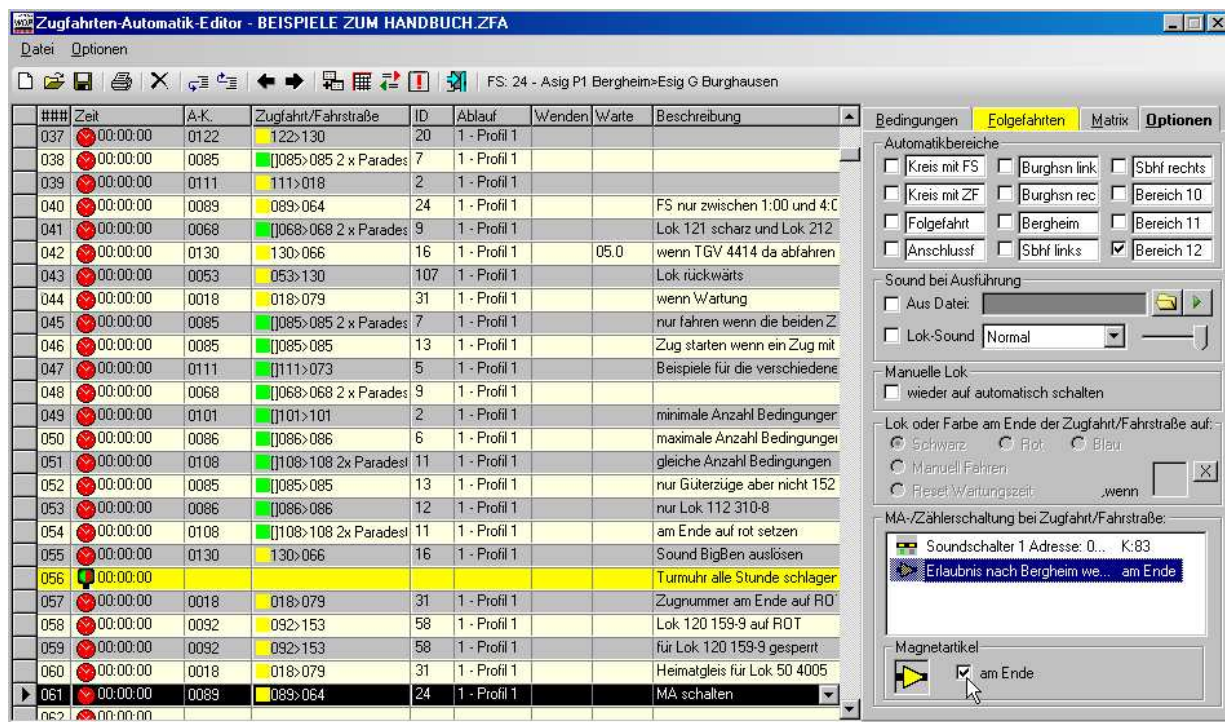 Zugfahrten-Automatik-Editor - BEISPIELE ZUM HANDBUCH.ZFA
Datei Optionen
FS: 24 - Asig P1 Bergheim>Esig G Burghausen
### Zeit A-K. Zugfahrt/Fahrstraße ID Ablauf Wenden Warte Beschreibung
037 00:00:00 0122 122>130 20 1 - Profil 1
038 00:00:00 0085 []085>085 2 x Parades 7 1 - Profil 1
039 00:00:00 0111 111>018 2 1 - Profil 1
040 00:00:00 0089 089>064 24 1 - Profil 1 FS nur zwischen 1:00 und 4:0
041 00:00:00 0068 []068>068 2 x Parades 9 1 - Profil 1 Lok 121 scharz und Lok 212
042 00:00:00 0130 130>066 16 1 - Profil 1 05.0 wenn TGV 4414 da abfahren
043 00:00:00 0053 053>130 107 1 - Profil 1 Lok rückwärts
044 00:00:00 0018 018>079 31 1 - Profil 1 wenn Wartung
045 00:00:00 0085 []085>085 2 x Parades 7 1 - Profil 1 nur fahren wenn die beiden Z
046 00:00:00 0085 []085>085 13 1 - Profil 1 Zug starten wenn ein Zug mit
047 00:00:00 0111 []111>073 5 1 - Profil 1 Beispiele für die verschiedene
048 00:00:00 0068 []068>068 2 x Parades 9 1 - Profil 1
049 00:00:00 0101 []101>101 2 1 - Profil 1 minimale Anzahl Bedingungen
050 00:00:00 0086 []086>086 6 1 - Profil 1 maximale Anzahl Bedingungen
051 00:00:00 0108 []108>108 2x Paradesl 11 1 - Profil 1 gleiche Anzahl Bedingungen
052 00:00:00 0085 []085>085 13 1 - Profil 1 nur Güterzüge aber nicht 152
053 00:00:00 0086 []086>086 12 1 - Profil 1 nur Lok 112 310-8
054 00:00:00 0108 []108>108 2x Paradesl 11 1 - Profil 1 am Ende auf rot setzen
055 00:00:00 0130 130>066 16 1 - Profil 1 Sound BigBen auslösen
056 00:00:00 Turmuhr alle Stunde schlagen
057 00:00:00 0018 018>079 31 1 - Profil 1 Zugnummer am Ende auf ROT
058 00:00:00 0092 092>153 58 1 - Profil 1 Lok 120 159-9 auf ROT
059 00:00:00 0092 092>153 58 1 - Profil 1 für Lok 120 159-9 gesperrt
060 00:00:00 0018 018>079 31 1 - Profil 1 Heimatgleis für Lok 50 4005
061 00:00:00 0089 089>064 24 1 - Profil 1 MA schalten
062 00:00:00
Bedingungen Folgefahrten Matrix Optionen
Automatikbereiche
Kreis mit FS Burghsn link Sbhf rechts
Kreis mit ZF Burghsn rec Bereich 10
Folgefahrt Bergheim Bereich 11
Anschlussf Sbhf links Bereich 12
Sound bei Ausführung
Aus Datei:
Lok-Sound Normal
Manuelle Lok
wieder auf automatisch schalten
Lok oder Farbe am Ende der Zugfahrt/Fahrstraße auf:
Schwarz Rot Blau
Manuell Fahren
Reset Wartungszeit ,wenn X
MA-/Zählerschaltung bei Zugfahrt/Fahrstraße:
Soundschalter 1 Adresse: 0... K:83
Erlaubnis nach Bergheim we... am Ende
Magnetartikel
am Ende